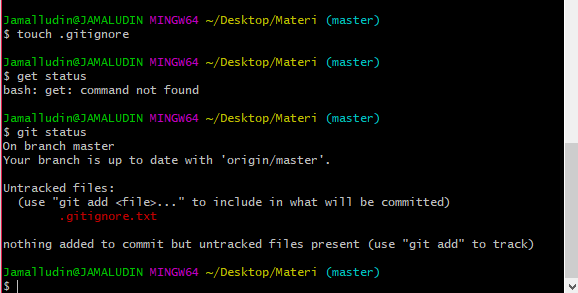 Jamalludin@JAMALUDIN MINGW64 ~/Desktop/Materi (master)
$ touch .gitignore
Jamalludin@JAMALUDIN MINGW64 ~/Desktop/Materi (master)
$ get status
bash: get: command not found
Jamalludin@JAMALUDIN MINGW64 ~/Desktop/Materi (master)
$ git status
On branch master
Your branch is up to date with 'origin/master'.
Untracked files:
(use "git add <file>..." to include in what will be committed)
.gitignore.txt
nothing added to commit but untracked files present (use "git add" to track)
Jamalludin@JAMALUDIN MINGW64 ~/Desktop/Materi (master)
$